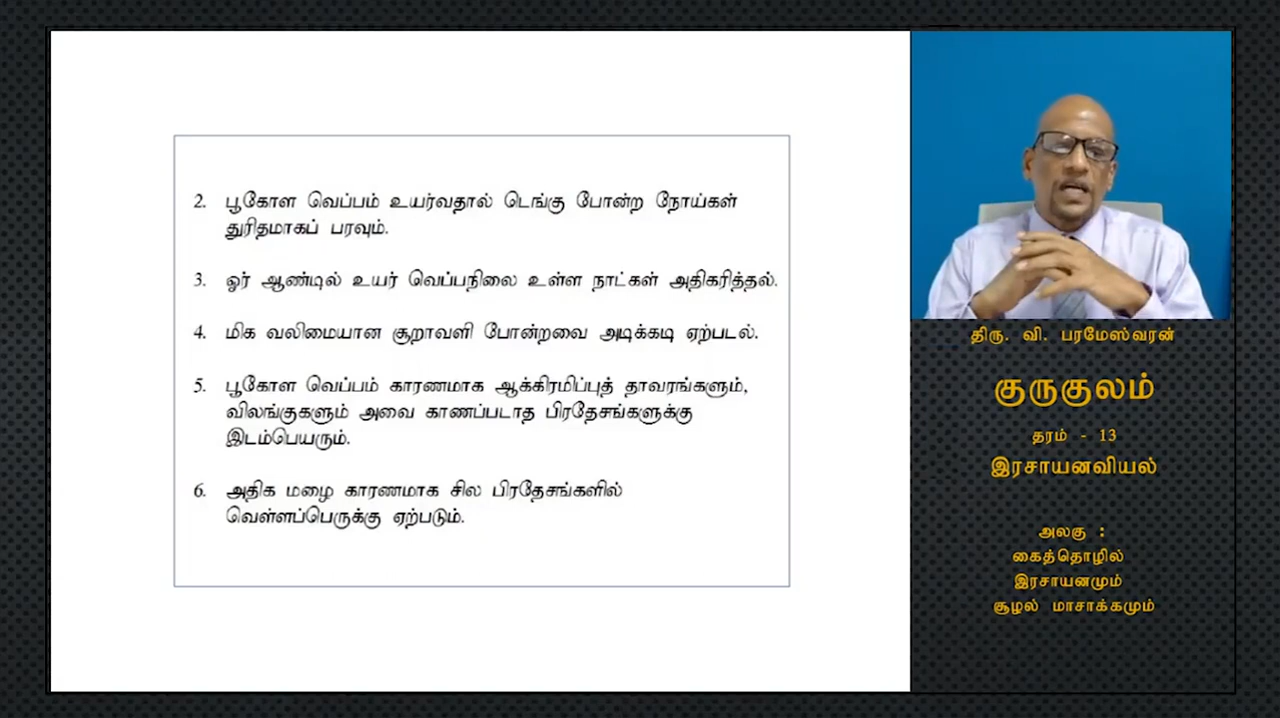 2. பூகோள வெப்பம் உயர்வதால் டெங்கு போன்ற நோய்கள்
துரிதமாகப் பரவும்.
3. ஓர் ஆண்டில் உயர் வெப்பநிலை உள்ள நாட்கள் அதிகரித்தல்.
4. மிக வலிமையான சூறாவளி போன்றவை அடிக்கடி ஏற்படல்.
5. பூகோள வெப்பம் காரணமாக ஆக்கிரமிப்புத் தாவரங்களும்,
விலங்குகளும் அவை காணப்படாத பிரதேசங்களுக்கு
இடம்பெயரும்.
6. அதிக மழை காரணமாக சில பிரதேசங்களில்
வெள்ளப்பெருக்கு ஏற்படும்.
திரு. வி. பரமேஸ்வரன்
குருகுலம்
தரம் - 13
இரசாயனவியல்
அலகு :
கைத்தொழில்
இரசாயனமும்
சூழல் மாசாக்கமும்